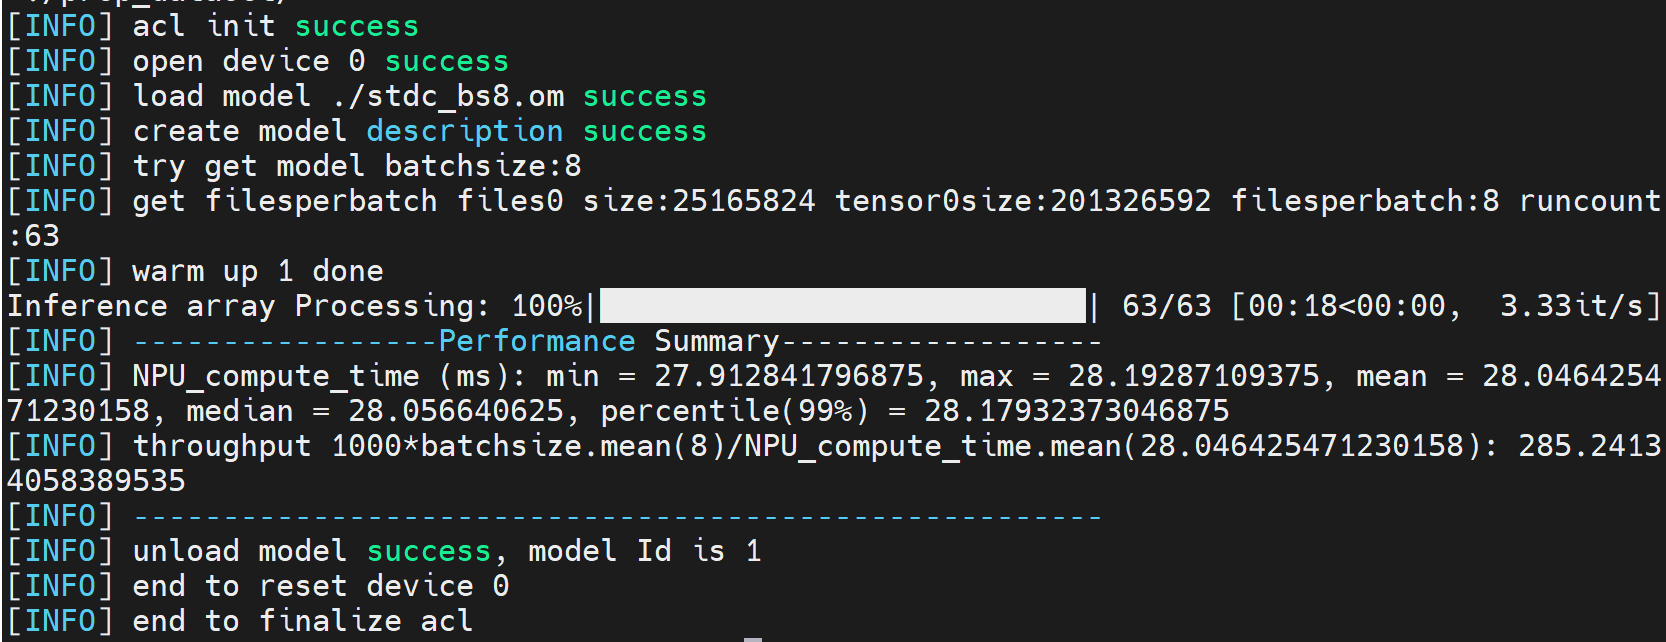 [INFO] acl init success
[INFO] open device 0 success
[INFO] load model ./stdc_bs8.om success
[INFO] create model description success
[INFO] try get model batchsize:8
[INFO] get filesperbatch files0 size:25165824 tensor0size:201326592 filesperbatch:8 runcount
:63
[INFO] warm up 1 done
Inference array Processing: 100%|██████████| 63/63 [00:18<00:00,  3.33it/s]
[INFO] -----------------Performance Summary------------------
[INFO] NPU_compute_time (ms): min = 27.912841796875, max = 28.19287109375, mean = 28.0464254
71230158, median = 28.056640625, percentile(99%) = 28.17932373046875
[INFO] throughput 1000*batchsize.mean(8)/NPU_compute_time.mean(28.046425471230158): 285.2413
4058389535
[INFO] ------------------------------------------------------
[INFO] unload model success, model Id is 1
[INFO] end to reset device 0
[INFO] end to finalize acl